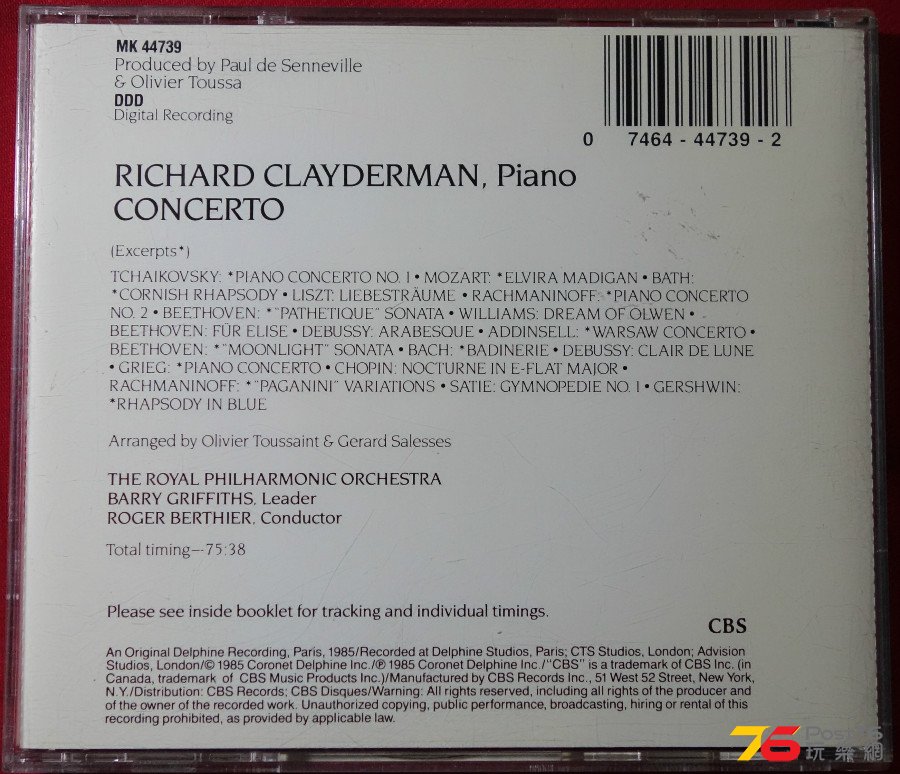 MK 44739
Produced by Paul de Senneville
& Olivier Toussa
DDD
Digital Recording
0 7464 - 44739 - 2
RICHARD CLAYDERMAN, Piano
CONCERTO
(Excerpts*)
TCHAIKOVSKY: *PIANO CONCERTO NO. 1 • MOZART: *ELVIRA MADIGAN • BATH:
*CORNISH RHAPSODY • LISZT: LIEBESTRÄUME • RACHMANINOFF: *PIANO CONCERTO
NO. 2 • BEETHOVEN: *"PATHETIQUE" SONATA • WILLIAMS: DREAM OF OLWEN •
BEETHOVEN: FÜR ELISE • DEBUSSY: ARABESQUE • ADDINSELL: *WARSAW CONCERTO •
BEETHOVEN: *"MOONLIGHT" SONATA • BACH: *BADINERIE • DEBUSSY: CLAIR DE LUNE
• GRIEG: *PIANO CONCERTO • CHOPIN: NOCTURNE IN E-FLAT MAJOR •
RACHMANINOFF: *"PAGANINI" VARIATIONS • SATIE: GYMNOPEDIE NO. 1 • GERSHWIN:
*RHAPSODY IN BLUE
Arranged by Olivier Toussaint & Gerard Salesses
THE ROYAL PHILHARMONIC ORCHESTRA
BARRY GRIFFITHS, Leader
ROGER BERTHIER, Conductor
Total timing—75:38
Please see inside booklet for tracking and individual timings.
CBS
An Original Delphine Recording, Paris, 1985/Recorded at Delphine Studios, Paris; CTS Studios, London; Advision
Studios, London/© 1985 Coronet Delphine Inc./℗ 1985 Coronet Delphine Inc./"CBS" is a trademark of CBS Inc. (in
Canada, trademark of CBS Music Products Inc.)/Manufactured by CBS Records Inc., 51 West 52 Street, New York,
N.Y./Distribution: CBS Records; CBS Disques/Warning: All rights reserved, including all rights of the producer and
of the owner of the recorded work. Unauthorized copying, public performance, broadcasting, hiring or rental of this
recording prohibited, as provided by applicable law.
76 Post76
玩樂網